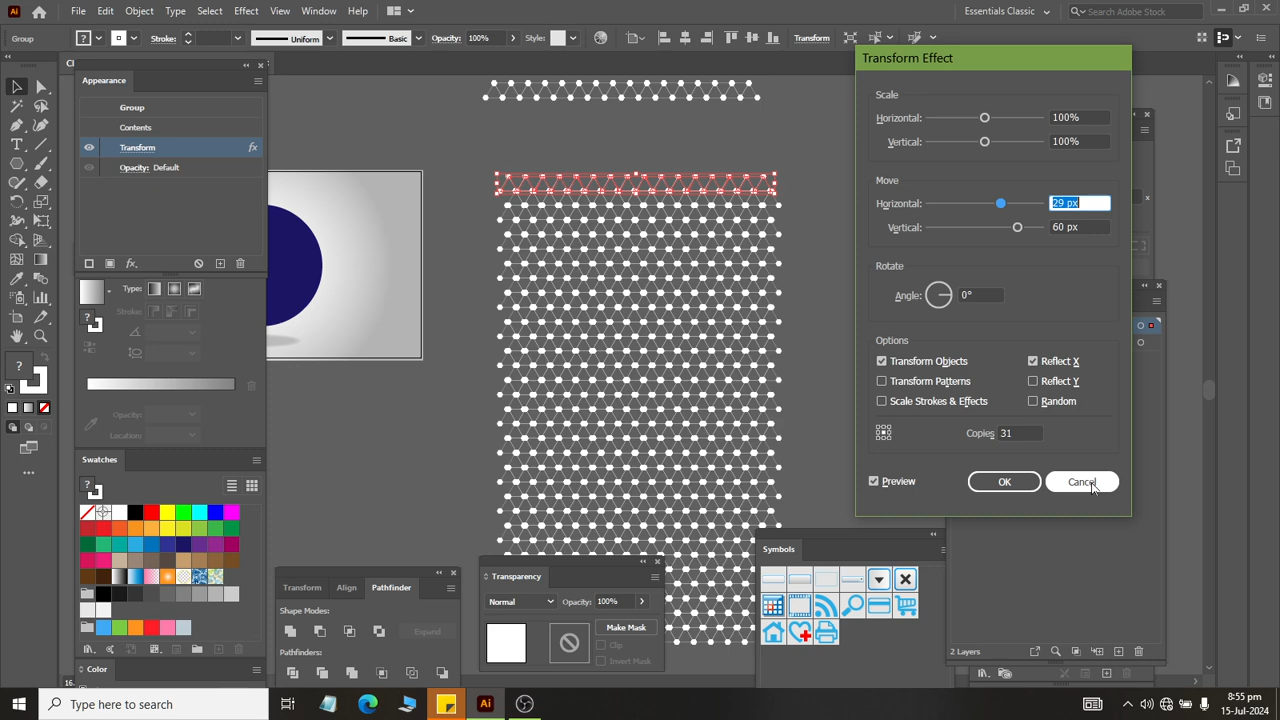 Ai File Edit Object Type Select Effect View Window Help Essentials Classic Search Adobe Stock
Group Stroke: Uniform Basic Opacity: 100% Style: Transform
Appearance
Group
Contents
Transform fx
Opacity: Default
fx.
Type:
Stroke:
Opacity:
Location:
Swatches
Color
16.
Transform Effect
Scale
Horizontal: 100%
Vertical: 100%
Move
Horizontal: 29 px
Vertical: 60 px
Rotate
Angle: 0°
Options
Transform Objects Reflect X
Transform Patterns Reflect Y
Scale Strokes & Effects Random
Copies 31
Preview OK Cancel
Transform Align Pathfinder
Shape Modes:
Expand
Pathfinders:
Transparency
Normal Opacity: 100%
Make Mask
Clip
Invert Mask
Symbols
2 Layers
Type here to search
8:55 pm
15-Jul-2024